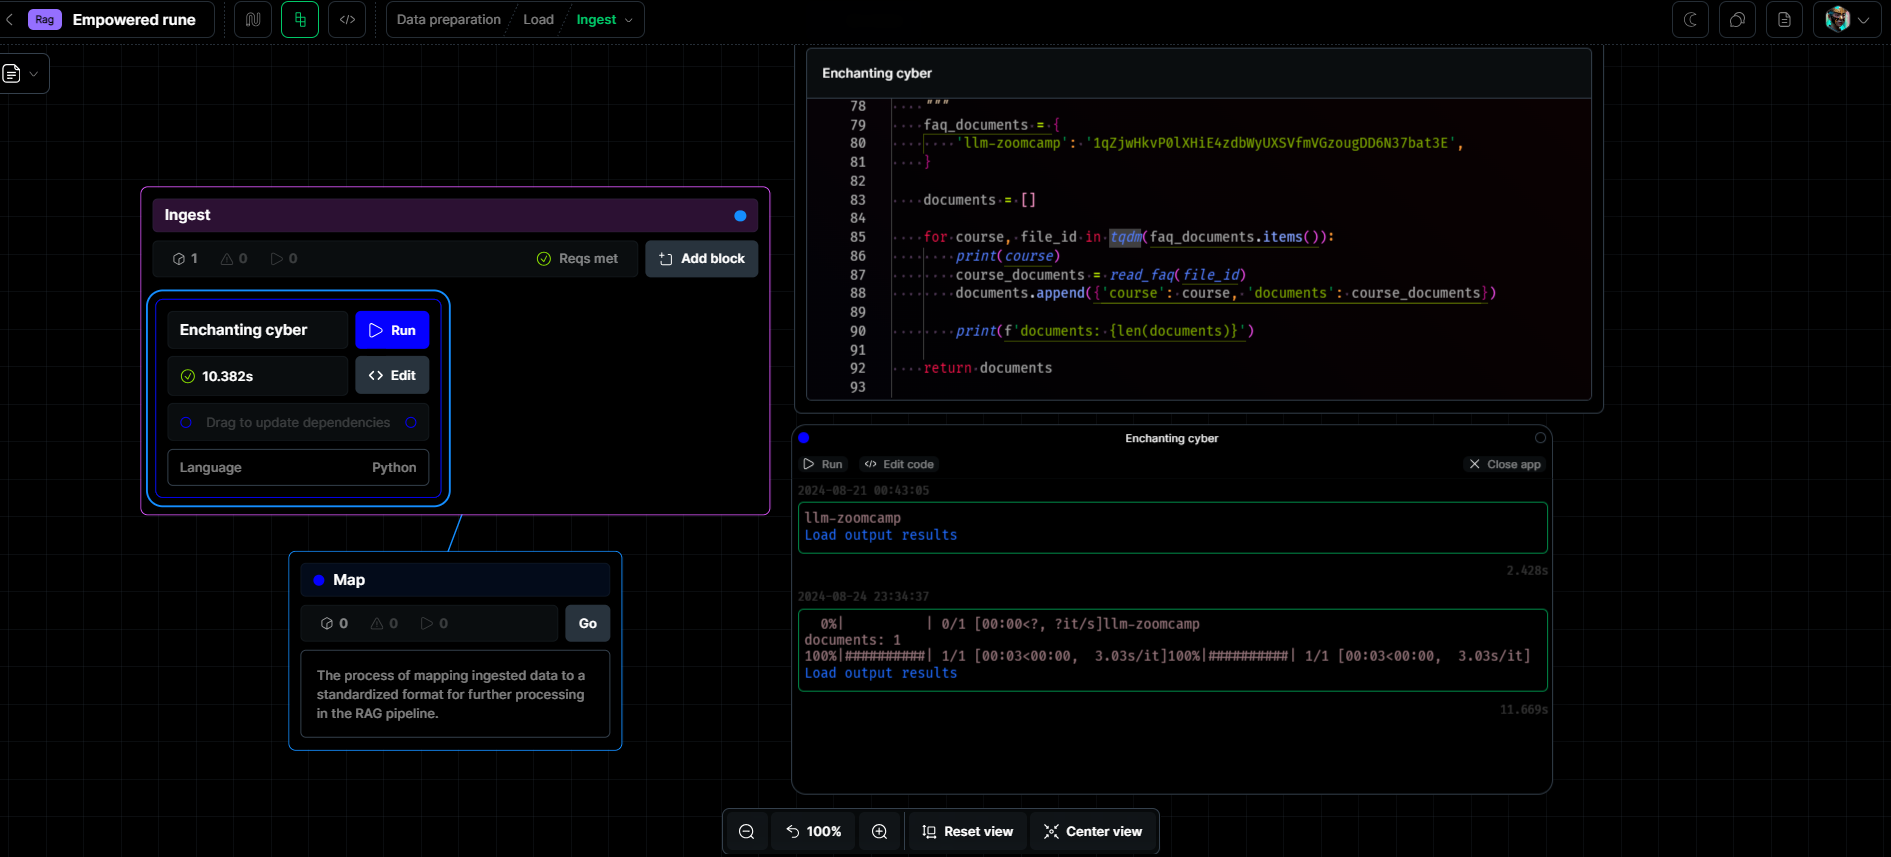 Rag Empowered rune
Data preparation Load Ingest
Enchanting cyber
78 """
79 faq_documents = {
80 'llm-zoomcamp': '1qZjwHkvP0lXHiE4zdbWyUXSVfmVGzougDD6N37bat3E',
81 }
82
83 documents = []
84
85 for course, file_id in tqdm(faq_documents.items()):
86 print(course)
87 course_documents = read_faq(file_id)
88 documents.append({'course': course, 'documents': course_documents})
89
90 print(f'documents: {len(documents)}')
91
92 return documents
93
Ingest
1 0 0 Reqs met Add block
Enchanting cyber Run
10.382s Edit
Drag to update dependencies
Language Python
Map
0 0 0 Go
The process of mapping ingested data to a
standardized format for further processing
in the RAG pipeline.
Enchanting cyber
Run Edit code Close app
2024-08-21 00:43:05
llm-zoomcamp
Load output results
2.428s
2024-08-24 23:34:37
0%| | 0/1 [00:00<?, ?it/s]llm-zoomcamp
documents: 1
100%|##########| 1/1 [00:03<00:00, 3.03s/it]100%|##########| 1/1 [00:03<00:00, 3.03s/it]
Load output results
11.669s
100% Reset view Center view